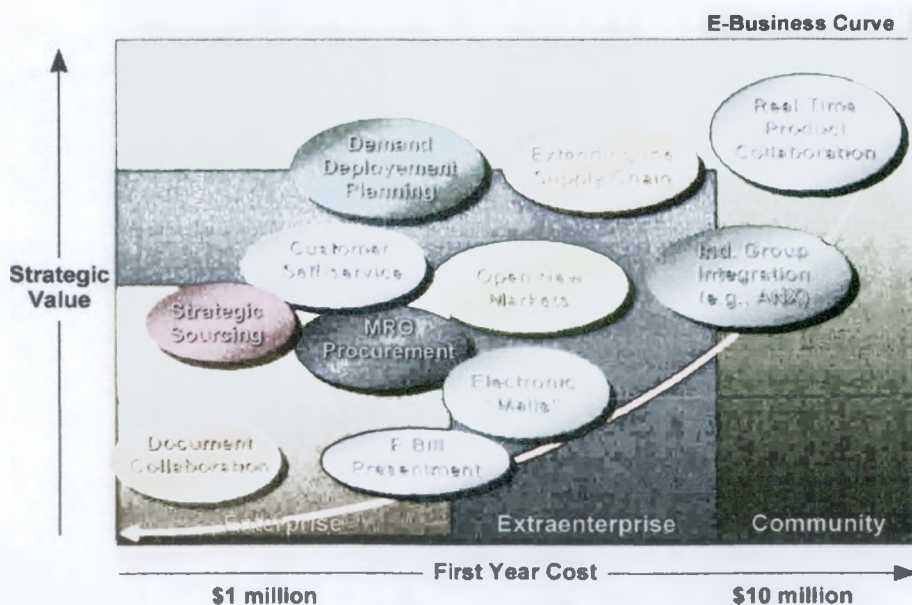 E-Business Curve
Real Time
Product
Collaboration
Demand
Deployement
Planning
Extending the
Supply Chain
Customer
Self-service
Ind. Group
Integration
(e.g., ANX)
Open New
Markets
Strategic
Value
Strategic
Sourcing
MRO
Procurement
Electronic
"Malls"
Document
Collaboration
E Bill
Presentment
Enterprise
Extraenterprise
Community
First Year Cost
$1 million
$10 million